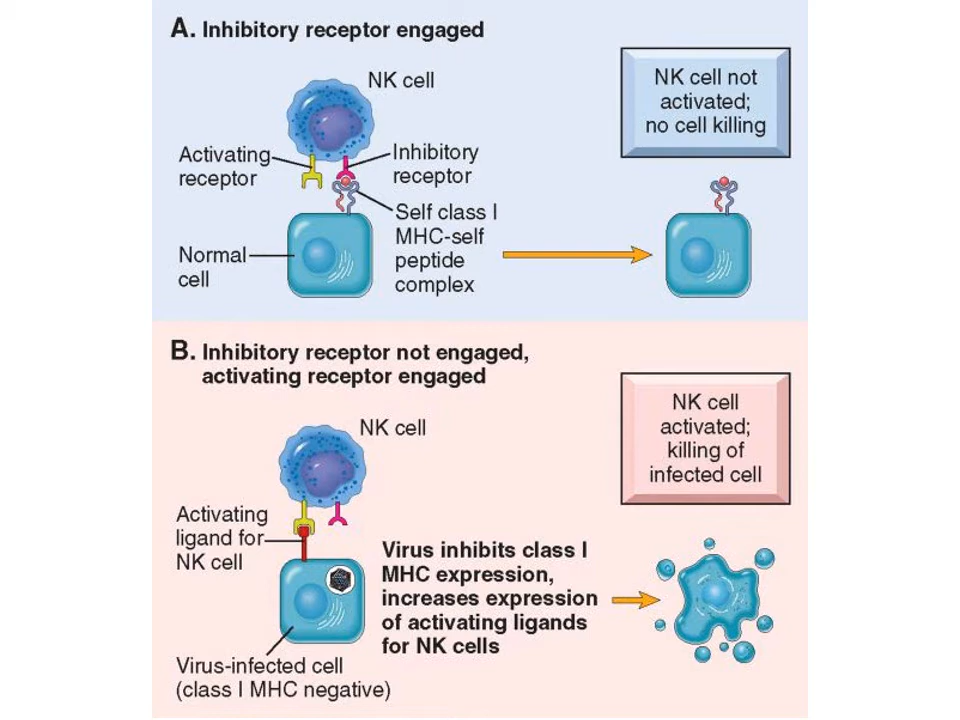 A. Inhibitory receptor engaged
NK cell
Activating
receptor
Inhibitory
receptor
Self class I
MHC-self
peptide
complex
Normal
cell
NK cell not
activated;
no cell killing
B. Inhibitory receptor not engaged,
activating receptor engaged
NK cell
Activating
ligand for
NK cell
Virus inhibits class I
MHC expression,
increases expression
of activating ligands
for NK cells
Virus-infected cell
(class I MHC negative)
NK cell
activated;
killing of
infected cell